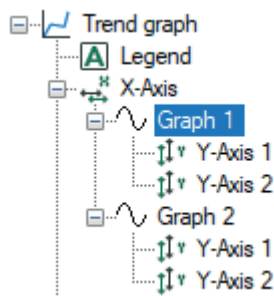 Trend graph
A Legend
X X-Axis
Graph 1
Y Y-Axis 1
Y Y-Axis 2
Graph 2
Y Y-Axis 1
Y Y-Axis 2